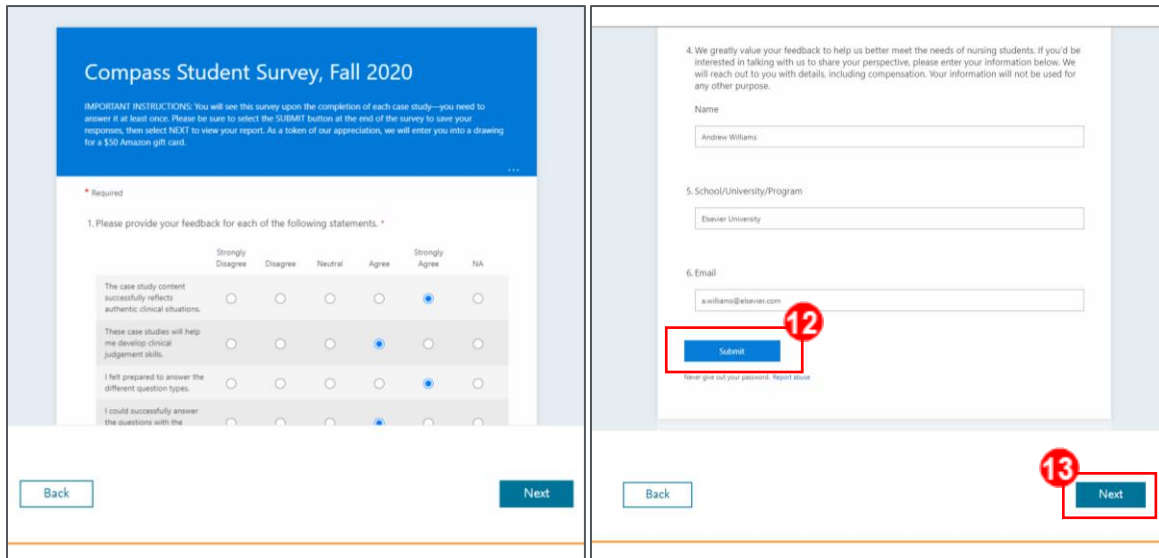 Compass Student Survey, Fall 2020
IMPORTANT INSTRUCTIONS: You will see this survey upon the completion of each case study—you need to
answer it at least once. Please be sure to select the SUBMIT button at the end of the survey to save your
responses, then select NEXT to view your report. As a token of our appreciation, we will enter you into a drawing
for a $50 Amazon gift card.
...
* Required
1. Please provide your feedback for each of the following statements. *
Strongly
Disagree
Disagree
Neutral
Agree
Strongly
Agree
NA
The case study content
successfully reflects
authentic clinical situations.
These case studies will help
me develop clinical
judgement skills.
I felt prepared to answer the
different question types.
I could successfully answer
the questions with the
Back
Next
4. We greatly value your feedback to help us better meet the needs of nursing students. If you'd be
interested in talking with us to share your perspective, please enter your information below. We
will reach out to you with details, including compensation. Your information will not be used for
any other purpose.
Name
Andrew Williams
5. School/University/Program
Elsevier University
6. Email
a.williams@elsevier.com
12
Submit
Never give out your password. Report abuse
13
Back
Next